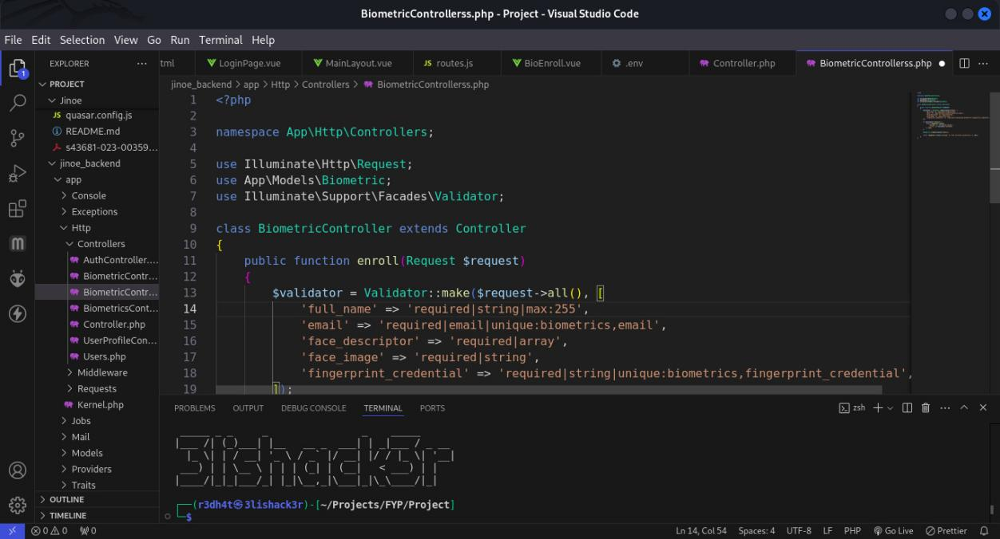 BiometricControllerss.php - Project - Visual Studio Code
File Edit Selection View Go Run Terminal Help
EXPLORER
1
PROJECT
Jinoe
quasar.config.js
README.md
s43681-023-00359...
jinoe_backend
app
Console
Exceptions
Http
Controllers
AuthController....
BiometricContr...
BiometricContr...
BiometricsCont...
Controller.php
UserProfileCon...
Users.php
Middleware
Requests
Kernel.php
Jobs
Mail
Models
Providers
Traits
OUTLINE
TIMELINE
tml LoginPage.vue MainLayout.vue JS routes.js BioEnroll.vue .env Controller.php BiometricControllerss.php
jinoe_backend > app > Http > Controllers > BiometricControllerss.php
1 <?php
2
3 namespace App\Http\Controllers;
4
5 use Illuminate\Http\Request;
6 use App\Models\Biometric;
7 use Illuminate\Support\Facades\Validator;
8
9 class BiometricController extends Controller
10 {
11 public function enroll(Request $request)
12 {
13 $validator = Validator::make($request->all(), [
14 'full_name' => 'required|string|max:255',
15 'email' => 'required|email|unique:biometrics,email',
16 'face_descriptor' => 'required|array',
17 'face_image' => 'required|string',
18 'fingerprint_credential' => 'required|string|unique:biometrics,fingerprint_credential',
19 ]);
PROBLEMS OUTPUT DEBUG CONSOLE TERMINAL PORTS zsh
3lishack3r
┌──(r3dh4t㉿3lishack3r)-[~/Projects/FYP/Project]
└─$
0 0 0 Ln 14, Col 54 Spaces: 4 UTF-8 LF PHP Go Live Prettier